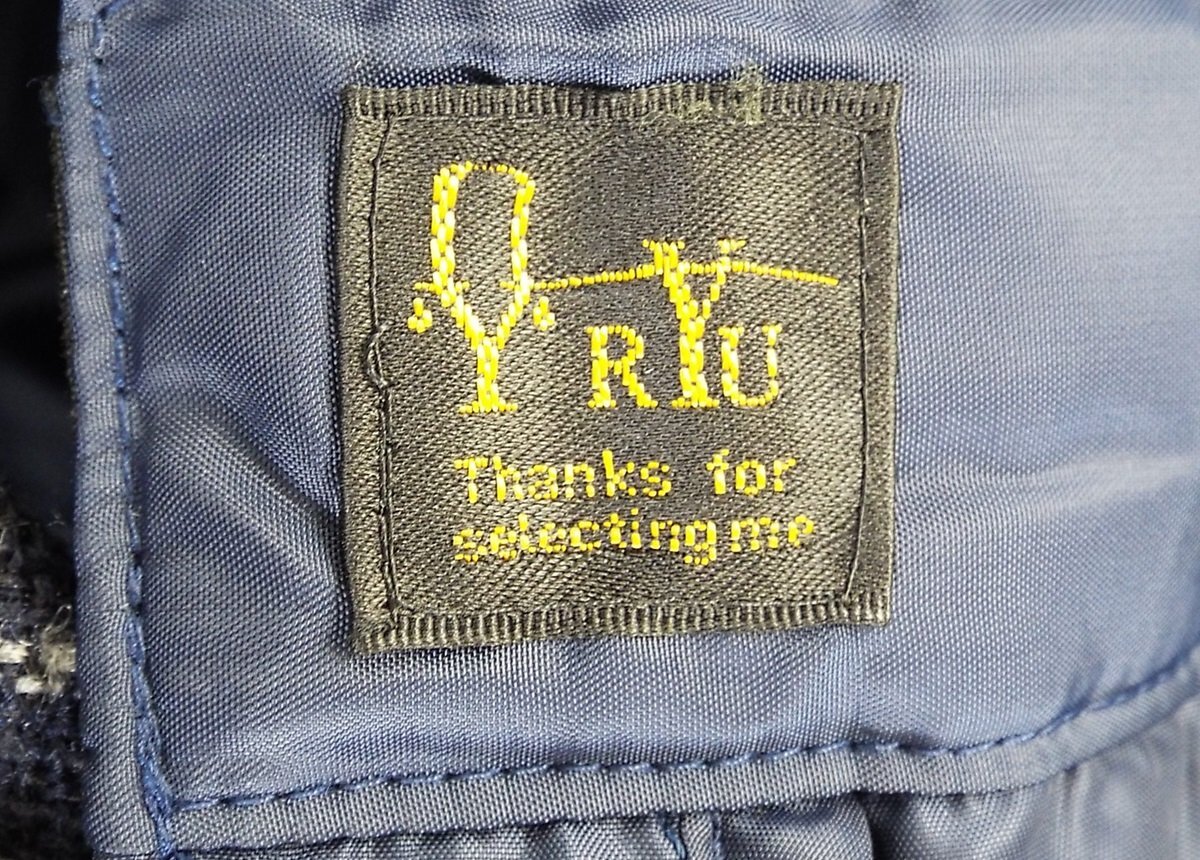 RYU
Thanks for
selecting me